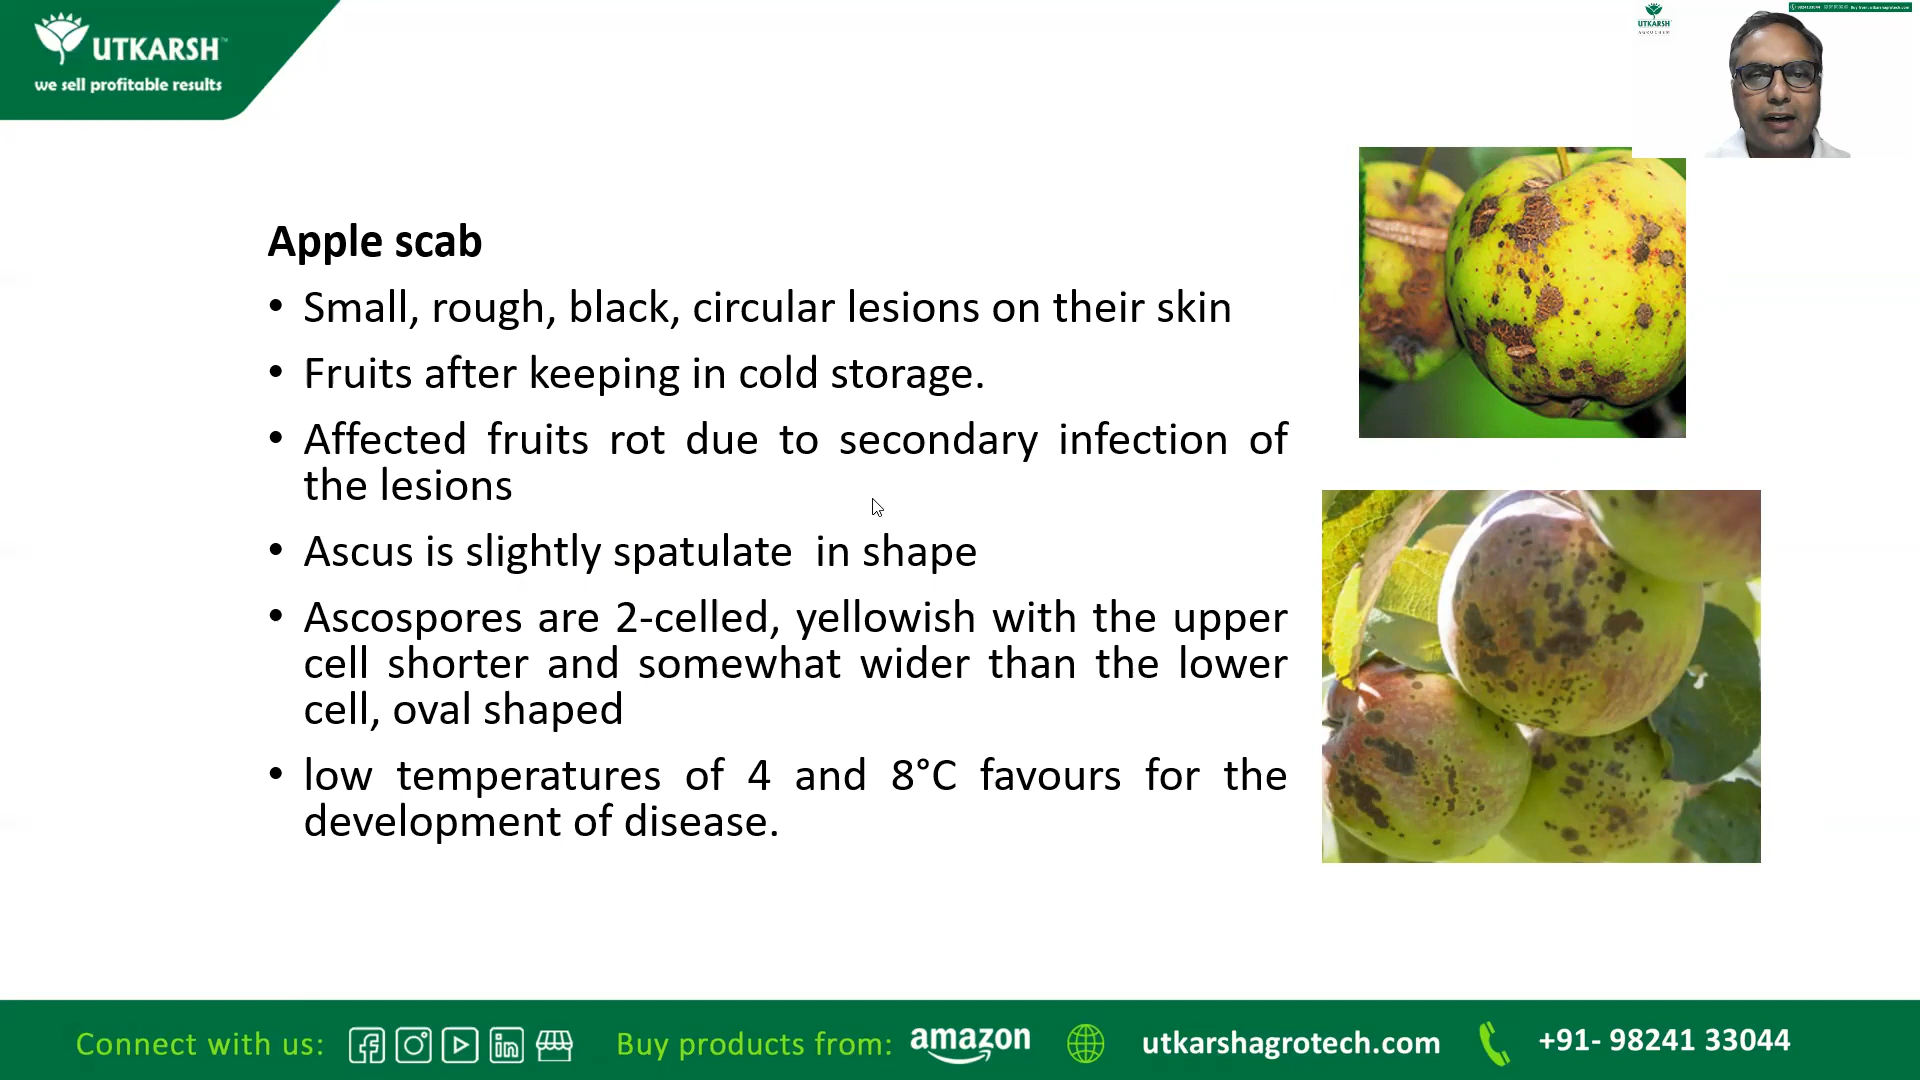 UTKARSH™
we sell profitable results
UTKARSH
AGROCHEM
Apple scab
• Small, rough, black, circular lesions on their skin
• Fruits after keeping in cold storage.
• Affected fruits rot due to secondary infection of
the lesions
• Ascus is slightly spatulate in shape
• Ascospores are 2-celled, yellowish with the upper
cell shorter and somewhat wider than the lower
cell, oval shaped
• low temperatures of 4 and 8°C favours for the
development of disease.
Connect with us: Buy products from: amazon utkarshagrotech.com +91- 98241 33044